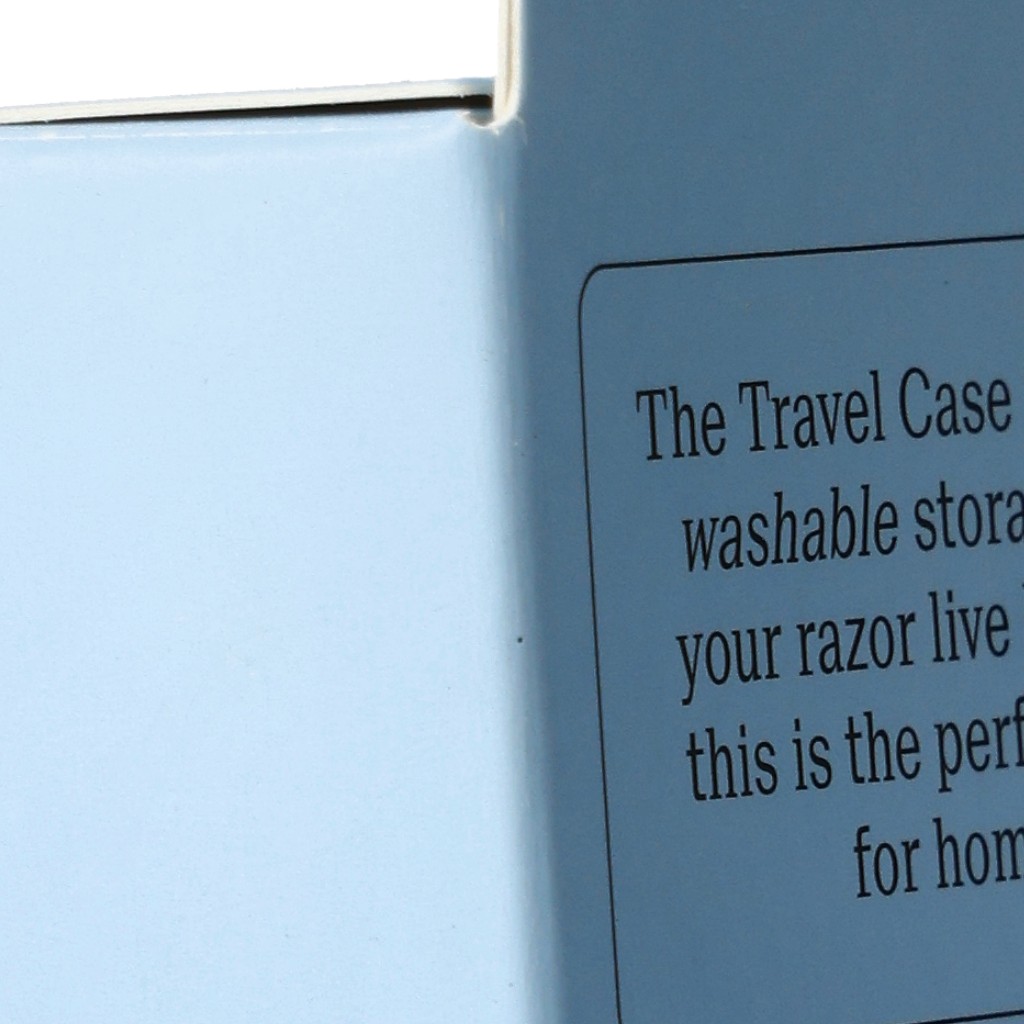 The Travel Case
washable stora
your razor live
this is the perf
for hom